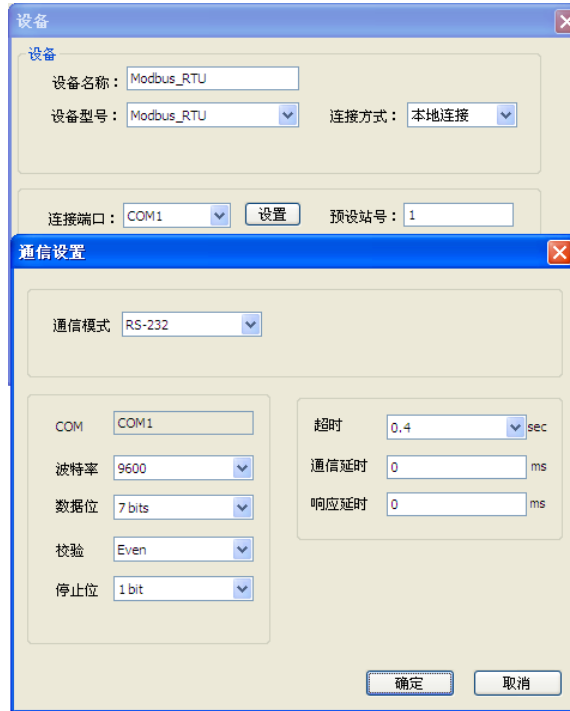 设备
设备
设备名称： Modbus_RTU
设备型号： Modbus_RTU 连接方式： 本地连接
连接端口： COM1 设置 预设站号： 1
通信设置
通信模式 RS-232
COM COM1 超时 0.4 sec
波特率 9600 通信延时 0 ms
数据位 7 bits 响应延时 0 ms
校验 Even
停止位 1 bit
确定 取消